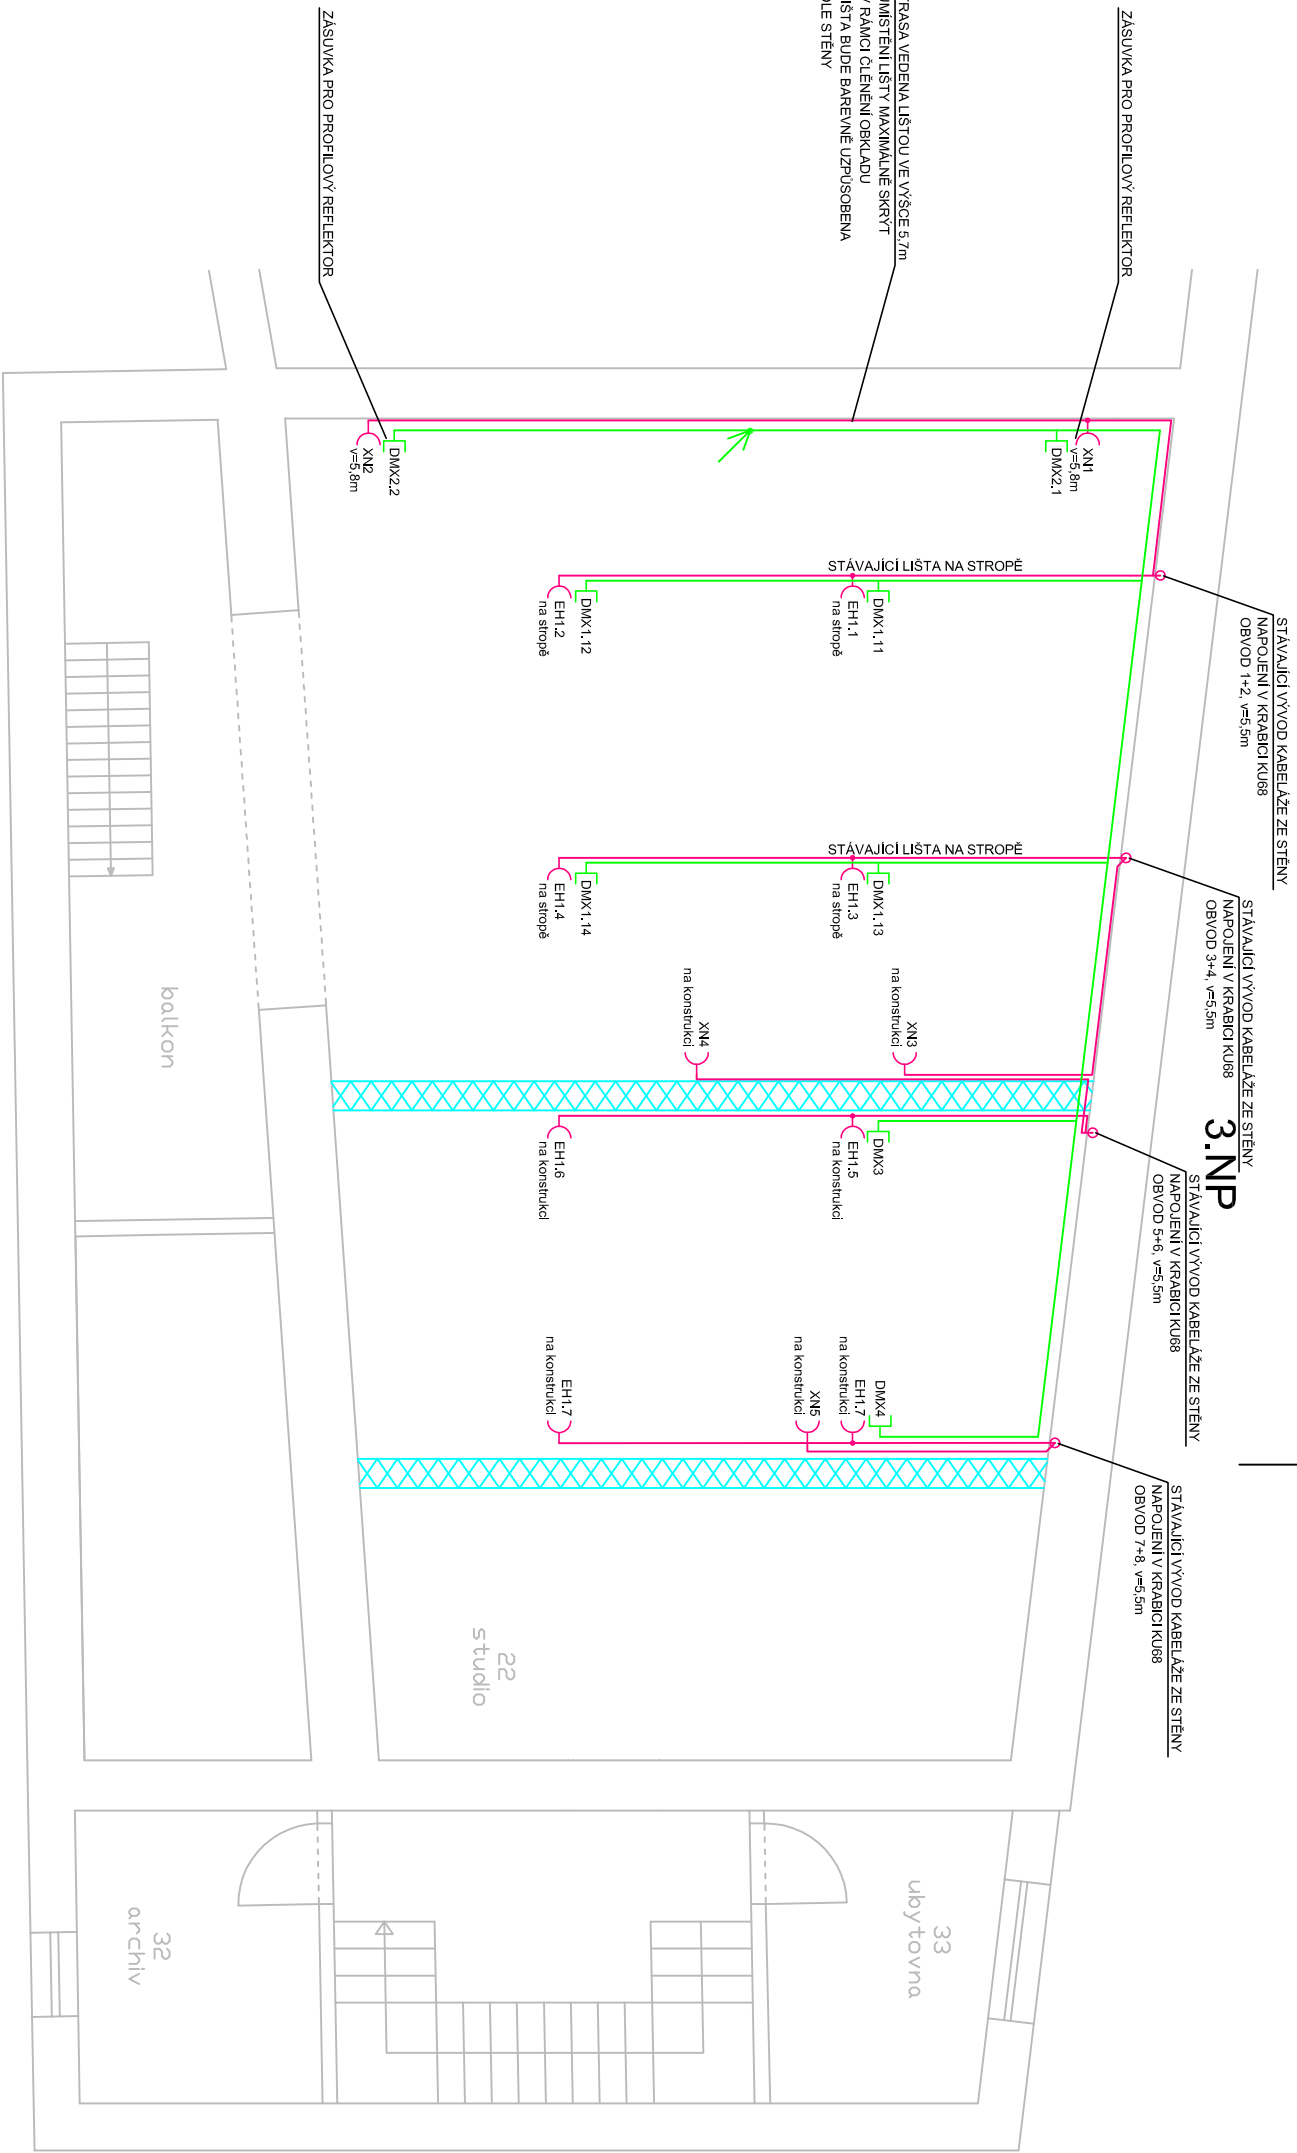 ZÁSUVKA PRO PROFILOVÝ REFLEKTOR
TRASA VEDENA LIŠTOU VE VÝŠCE 5,7m
UMÍSTĚNÍ LIŠTY MAXIMÁLNĚ SKRÝT
V RÁMCI ČLENĚNÍ OBKLADU
IŠTA BUDE BAREVNĚ UZPŮSOBENA
DLE STĚNY
ZÁSUVKA PRO PROFILOVÝ REFLEKTOR
XN1
v=5,8m
DMX2.1
DMX2.2
XN2
v=5,8m
STÁVAJÍCÍ VÝVOD KABELÁŽE ZE STĚNY
NAPOJENÍ V KRABICI KU68
OBVOD 1+2, v=5,5m
STÁVAJÍCÍ LIŠTA NA STROPĚ
DMX1.11
EH1.1
na stropě
DMX1.12
EH1.2
na stropě
STÁVAJÍCÍ VÝVOD KABELÁŽE ZE STĚNY
NAPOJENÍ V KRABICI KU68
OBVOD 3+4, v=5,5m
STÁVAJÍCÍ LIŠTA NA STROPĚ
DMX1.13
EH1.3
na stropě
DMX1.14
EH1.4
na stropě
3.NP
XN3
na konstrukci
XN4
na konstrukci
STÁVAJÍCÍ VÝVOD KABELÁŽE ZE STĚNY
NAPOJENÍ V KRABICI KU68
OBVOD 5+6, v=5,5m
DMX3
EH1.5
na konstrukci
EH1.6
na konstrukci
DMX4
EH1.7
na konstrukci
XN5
na konstrukci
EH1.7
na konstrukci
STÁVAJÍCÍ VÝVOD KABELÁŽE ZE STĚNY
NAPOJENÍ V KRABICI KU68
OBVOD 7+8, v=5,5m
balkon
22
studio
33
ubytovna
32
archiv